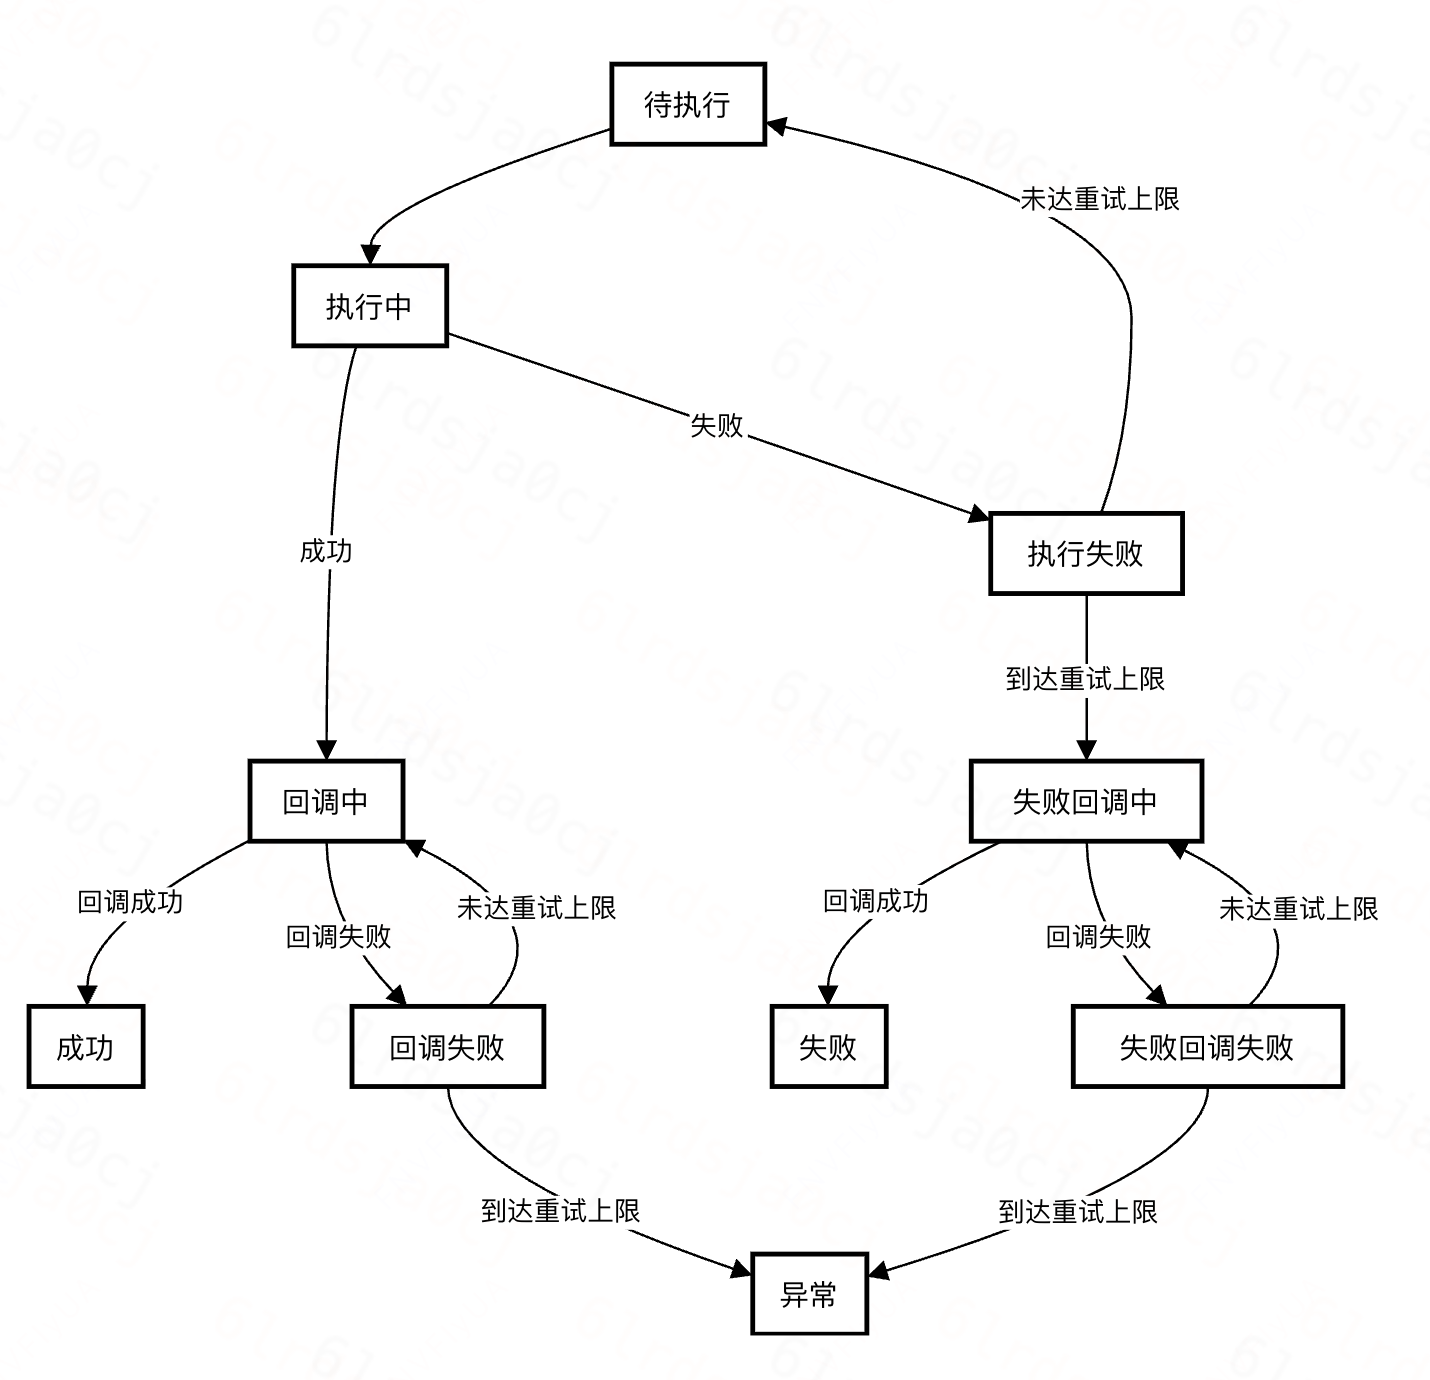 待执行
未达重试上限
执行中
失败
成功
执行失败
到达重试上限
回调中
失败回调中
回调成功
回调失败
未达重试上限
回调成功
回调失败
未达重试上限
成功
回调失败
失败
失败回调失败
到达重试上限
到达重试上限
异常
6lrdsja0cj